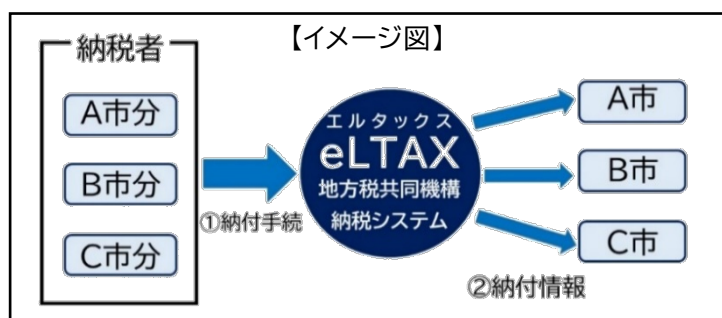 【イメージ図】
納税者
A市分
B市分
C市分
①納付手続
エルタックス
eLTAX
地方税共同機構
納税システム
A市
B市
C市
②納付情報